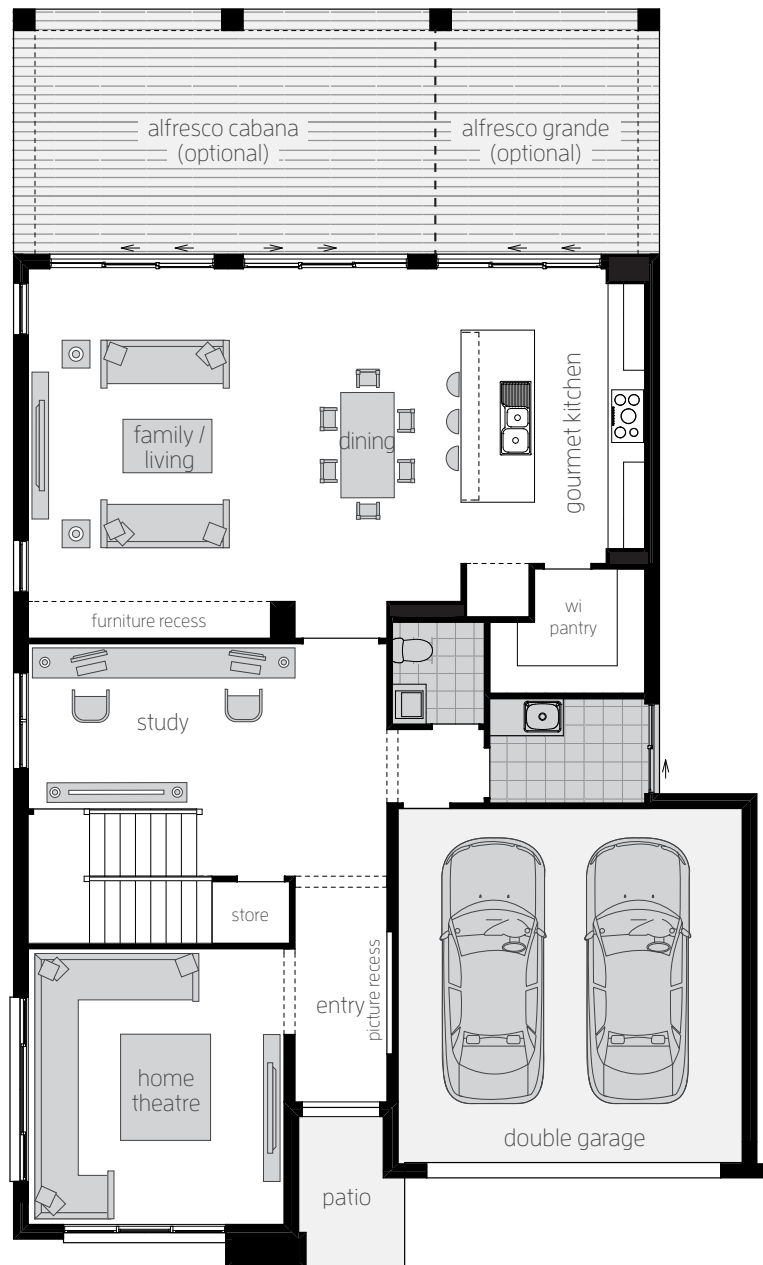 alfresco cabana
(optional)
alfresco grande
(optional)
family /
living
dining
gourmet kitchen
furniture recess
wi
pantry
study
store
entry
picture recess
home
theatre
double garage
patio